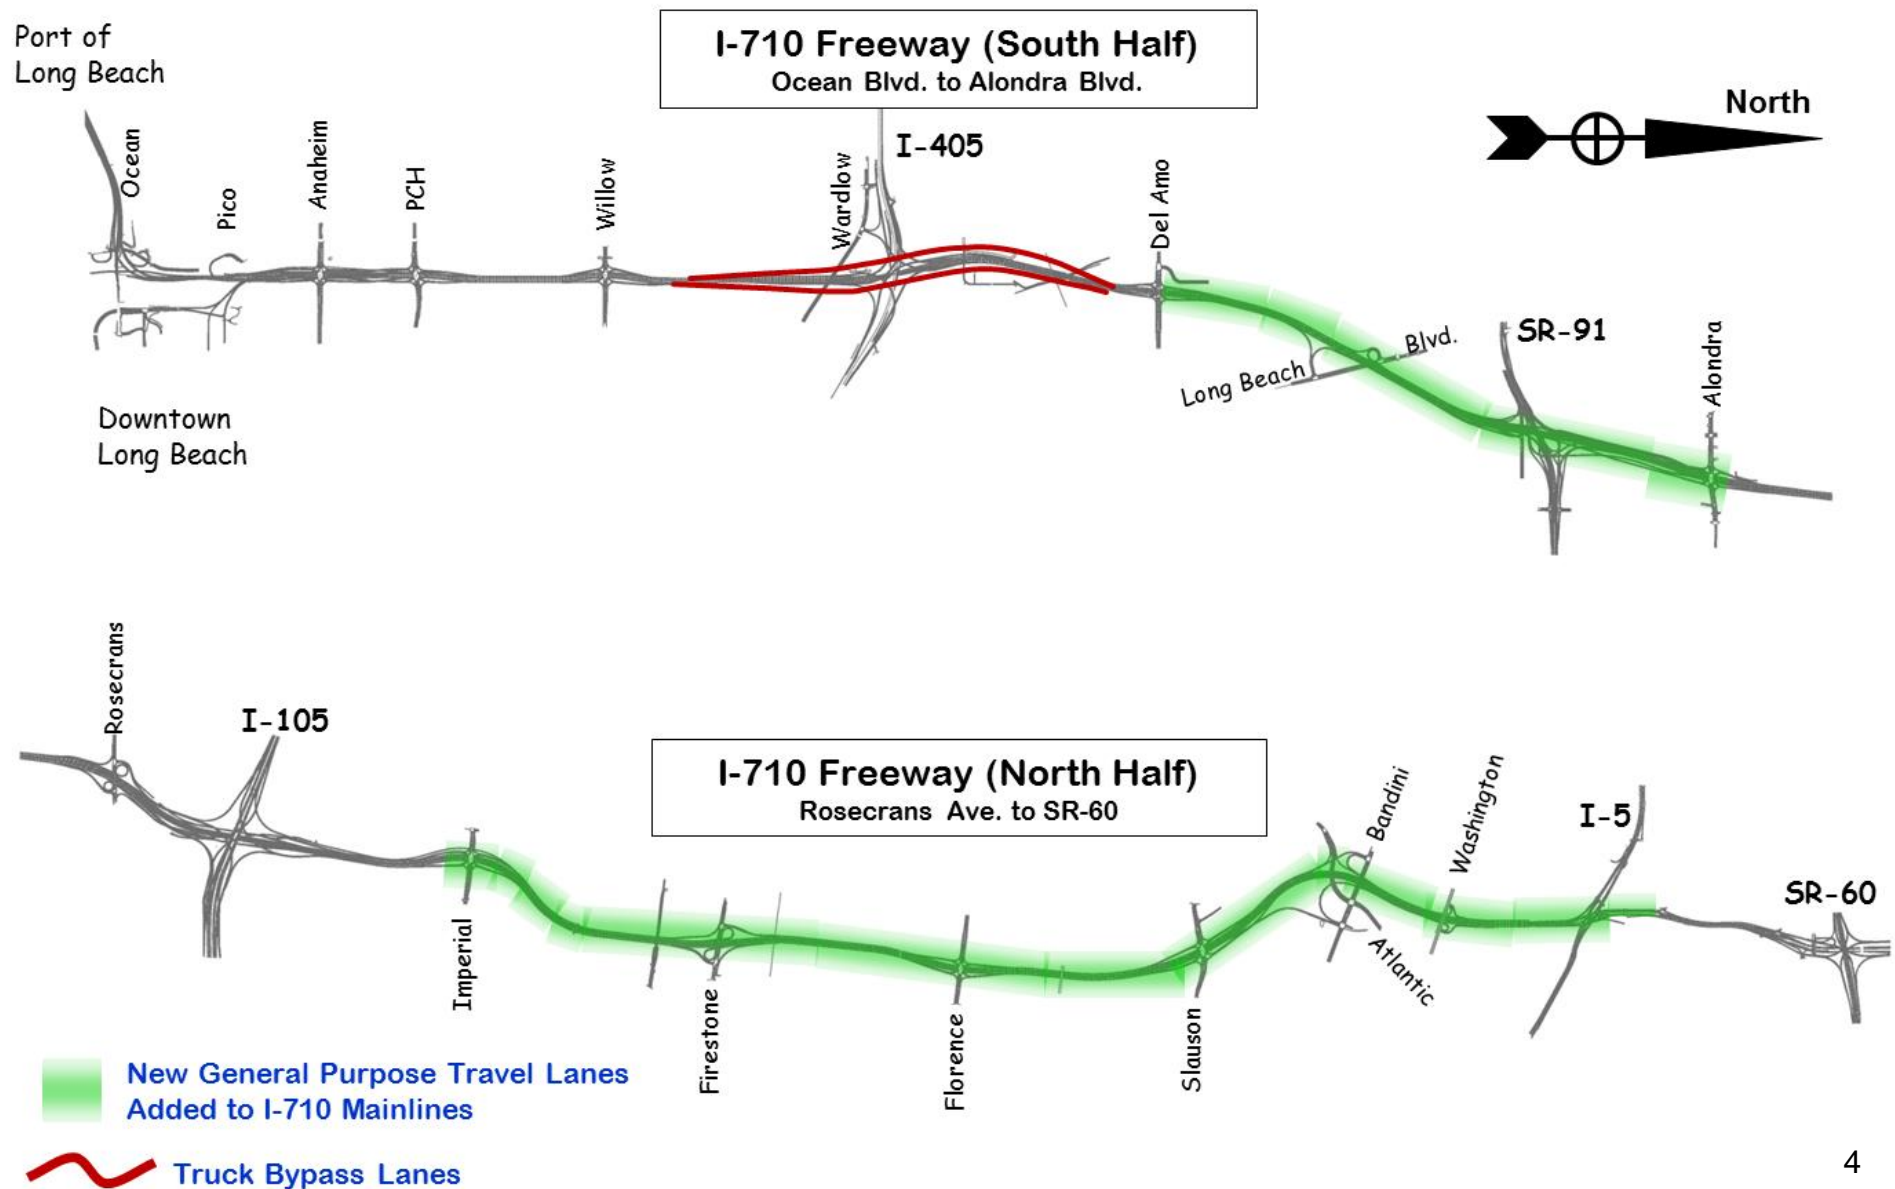 Port of
Long Beach
I-710 Freeway (South Half)
Ocean Blvd. to Alondra Blvd.
North
Ocean
Pico
Anaheim
PCH
Willow
Wardlow
I-405
Del Amo
Long Beach Blvd.
SR-91
Alondra
Downtown
Long Beach
Rosecrans
I-105
I-710 Freeway (North Half)
Rosecrans Ave. to SR-60
Imperial
Firestone
Florence
Slauson
Bandini
Atlantic
Washington
I-5
SR-60
New General Purpose Travel Lanes
Added to I-710 Mainlines
Truck Bypass Lanes
4